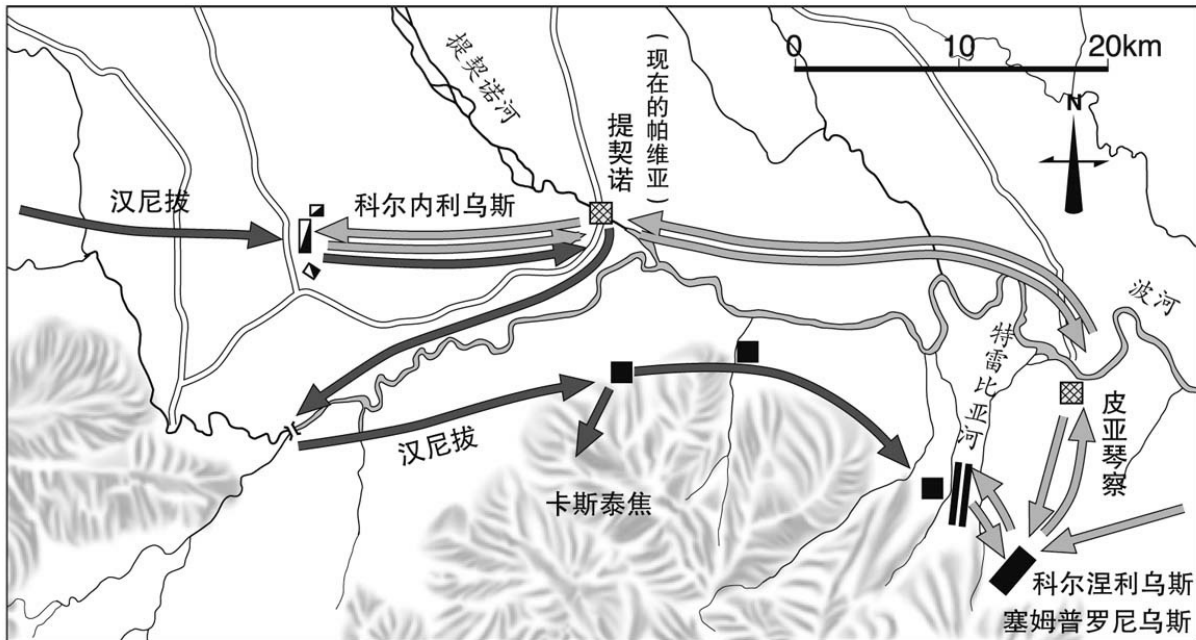 提契诺河
(现在的帕维亚)
提契诺
0 10 20km
N
汉尼拔
科尔内利乌斯
波河
特雷比亚河
皮亚琴察
汉尼拔
卡斯泰焦
科尔涅利乌斯
塞姆普罗尼乌斯